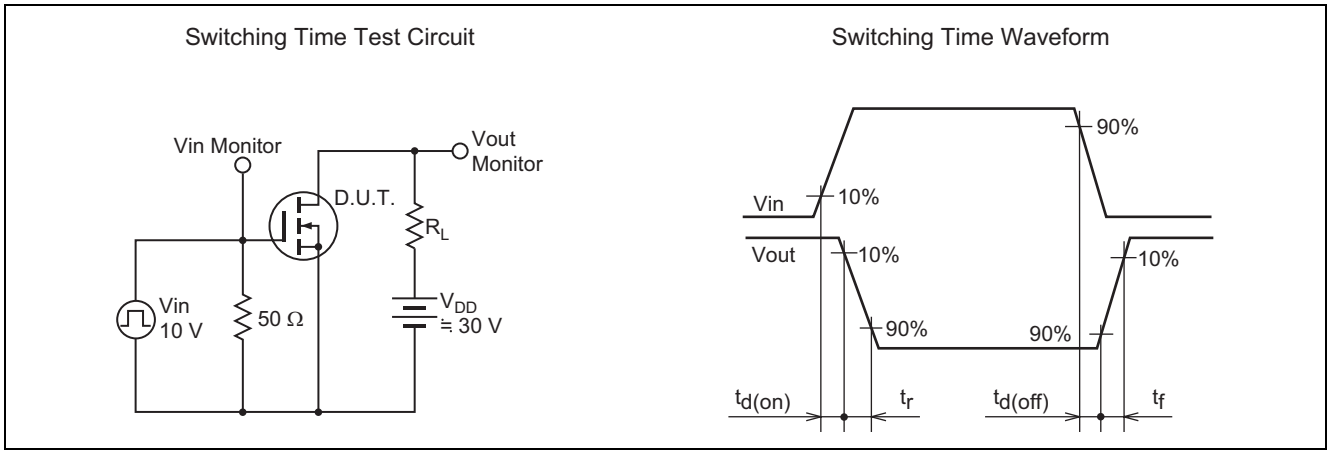 Switching Time Test Circuit
Vin Monitor
Vout
Monitor
D.U.T.
RL
Vin
10 V
50 Ω
VDD
≒ 30 V
Switching Time Waveform
Vin
10%
90%
Vout
10%
90%
90%
10%
td(on)
tr
td(off)
tf